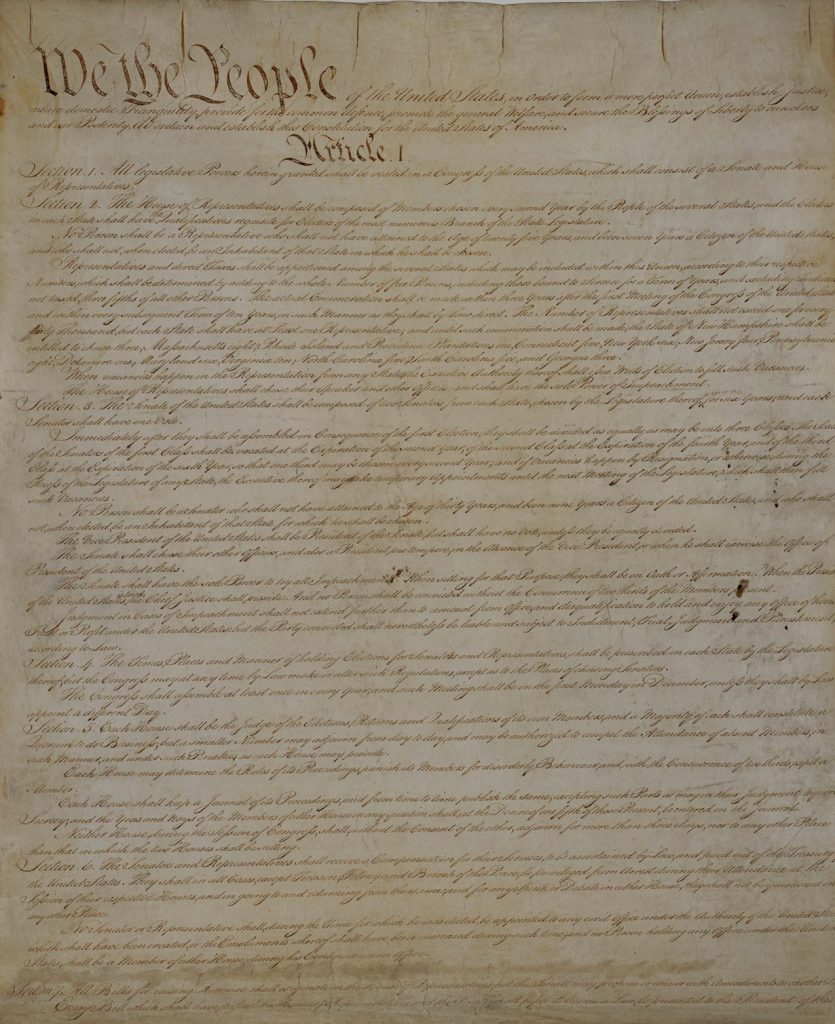 We the People of the United States, in Order to form a more perfect Union, establish Justice,
insure domestic Tranquility, provide for the common defence, promote the general Welfare, and secure the Blessings of Liberty to ourselves
and our Posterity, do ordain and establish this Constitution for the United States of America.
Article. I.
Section. 1. All legislative Powers herein granted shall be vested in a Congress of the United States, which shall consist of a Senate and House
of Representatives.
Section. 2. The House of Representatives shall be composed of Members chosen every second Year by the People of the several States, and the Electors
in each State shall have the Qualifications requisite for Electors of the most numerous Branch of the State Legislature.
No Person shall be a Representative who shall not have attained to the Age of twenty five Years, and been seven Years a Citizen of the United States,
and who shall not, when elected, be an Inhabitant of that State in which he shall be chosen.
Representatives and direct Taxes shall be apportioned among the several States which may be included within this Union, according to their respective
Numbers, which shall be determined by adding to the whole Number of free Persons, including those bound to Service for a Term of Years, and excluding Indians
not taxed, three fifths of all other Persons. The actual Enumeration shall be made within three Years after the first Meeting of the Congress of the United States,
and within every subsequent Term of ten Years, in such Manner as they shall by Law direct. The Number of Representatives shall not exceed one for every
thirty Thousand, but each State shall have at Least one Representative; and until such enumeration shall be made, the State of New Hampshire shall be
entitled to chuse three, Massachusetts eight, Rhode Island and Providence Plantations one, Connecticut five, New York six, New Jersey four, Pennsylvania
eight, Delaware one, Maryland six, Virginia ten, North Carolina five, South Carolina five, and Georgia three.
When vacancies happen in the Representation from any State, the Executive Authority thereof shall issue Writs of Election to fill such Vacancies.
The House of Representatives shall chuse their Speaker and other Officers; and shall have the sole Power of Impeachment.
Section. 3. The Senate of the United States shall be composed of two Senators from each State, chosen by the Legislature thereof, for six Years; and each
Senator shall have one Vote.
Immediately after they shall be assembled in Consequence of the first Election, they shall be divided as equally as may be into three Classes. The Seats
of the Senators of the first Class shall be vacated at the Expiration of the second Year, of the second Class at the Expiration of the fourth Year, and of the third
Class at the Expiration of the sixth Year, so that one third may be chosen every second Year; and if Vacancies happen by Resignation, or otherwise, during the
Recess of the Legislature of any State, the Executive thereof may make temporary Appointments until the next Meeting of the Legislature, which shall then fill
such Vacancies.
No Person shall be a Senator who shall not have attained to the Age of thirty Years, and been nine Years a Citizen of the United States, and who shall
not, when elected, be an Inhabitant of that State for which he shall be chosen.
The Vice President of the United States shall be President of the Senate, but shall have no Vote, unless they be equally divided.
The Senate shall chuse their other Officers, and also a President pro tempore, in the Absence of the Vice President, or when he shall exercise the Office of
President of the United States.
The Senate shall have the sole Power to try all Impeachments. When sitting for that Purpose, they shall be on Oath or Affirmation. When the President
of the United States is tried, the Chief Justice shall preside: And no Person shall be convicted without the Concurrence of two thirds of the Members present.
Judgment in Cases of Impeachment shall not extend further than to removal from Office, and disqualification to hold and enjoy any Office of honor,
Trust or Profit under the United States: but the Party convicted shall nevertheless be liable and subject to Indictment, Trial, Judgment and Punishment,
according to Law.
Section. 4. The Times, Places and Manner of holding Elections for Senators and Representatives, shall be prescribed in each State by the Legislature
thereof; but the Congress may at any time by Law make or alter such Regulations, except as to the Places of chusing Senators.
The Congress shall assemble at least once in every Year, and such Meeting shall be on the first Monday in December, unless they shall by Law
appoint a different Day.
Section. 5. Each House shall be the Judge of the Elections, Returns and Qualifications of its own Members, and a Majority of each shall constitute a
Quorum to do Business; but a smaller Number may adjourn from day to day, and may be authorized to compel the Attendance of absent Members, in
such Manner, and under such Penalties as each House may provide.
Each House may determine the Rules of its Proceedings, punish its Members for disorderly Behaviour, and, with the Concurrence of two thirds, expel a
Member.
Each House shall keep a Journal of its Proceedings, and from time to time publish the same, excepting such Parts as may in their Judgment require
Secrecy; and the Yeas and Nays of the Members of either House on any question shall, at the Desire of one fifth of those Present, be entered on the Journal.
Neither House, during the Session of Congress, shall, without the Consent of the other, adjourn for more than three days, nor to any other Place
than that in which the two Houses shall be sitting.
Section. 6. The Senators and Representatives shall receive a Compensation for their Services, to be ascertained by Law, and paid out of the Treasury
the United States. They shall in all Cases, except Treason, Felony and Breach of the Peace, be privileged from Arrest during their Attendance at the
Session of their respective Houses, and in going to and returning from the same; and for any Speech or Debate in either House, they shall not be questioned in
any other Place.
No Senator or Representative shall, during the Time for which he was elected, be appointed to any civil Office under the Authority of the United States,
which shall have been created, or the Emoluments whereof shall have been encreased during such time; and no Person holding any Office under the United
States, shall be a Member of either House during his Continuance in Office.
Section. 7. All Bills for raising Revenue shall originate in the House of Representatives; but the Senate may propose or concur with Amendments as on other
Every Bill which shall have passed the House of Representatives and the Senate, shall, before it become a Law, be presented to the President of the